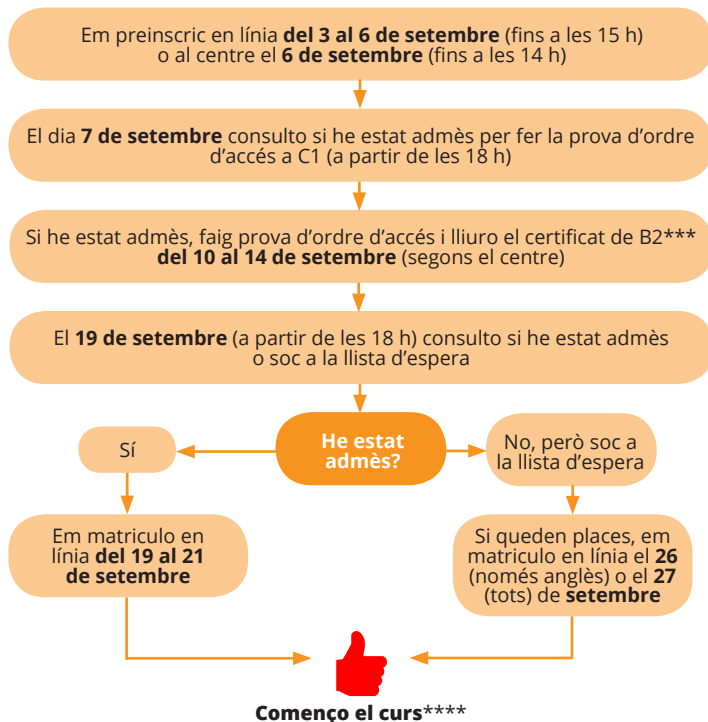 Em preinscric en línia del 3 al 6 de setembre (fins a les 15 h)
o al centre el 6 de setembre (fins a les 14 h)
El dia 7 de setembre consulto si he estat admès per fer la prova d’ordre
d’accés a C1 (a partir de les 18 h)
Si he estat admès, faig prova d’ordre d’accés i lliuro el certificat de B2***
del 10 al 14 de setembre (segons el centre)
El 19 de setembre (a partir de les 18 h) consulto si he estat admès
o soc a la llista d’espera
He estat
admès?
Sí
No, però soc a
la llista d’espera
Em matriculo en
línia del 19 al 21
de setembre
Si queden places, em
matriculo en línia el 26
(només anglès) o el 27
(tots) de setembre
Començo el curs****